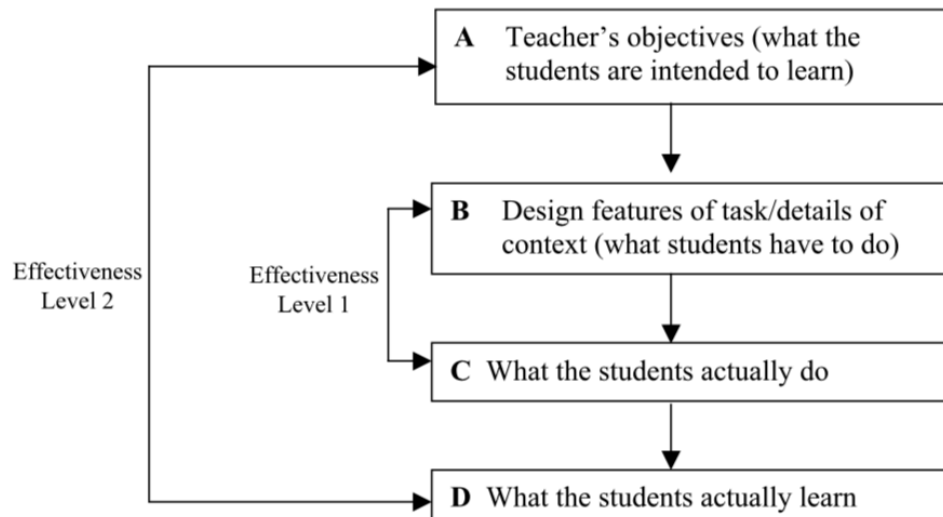 A Teacher’s objectives (what the
students are intended to learn)
B Design features of task/details of
context (what students have to do)
Effectiveness
Level 2
Effectiveness
Level 1
C What the students actually do
D What the students actually learn